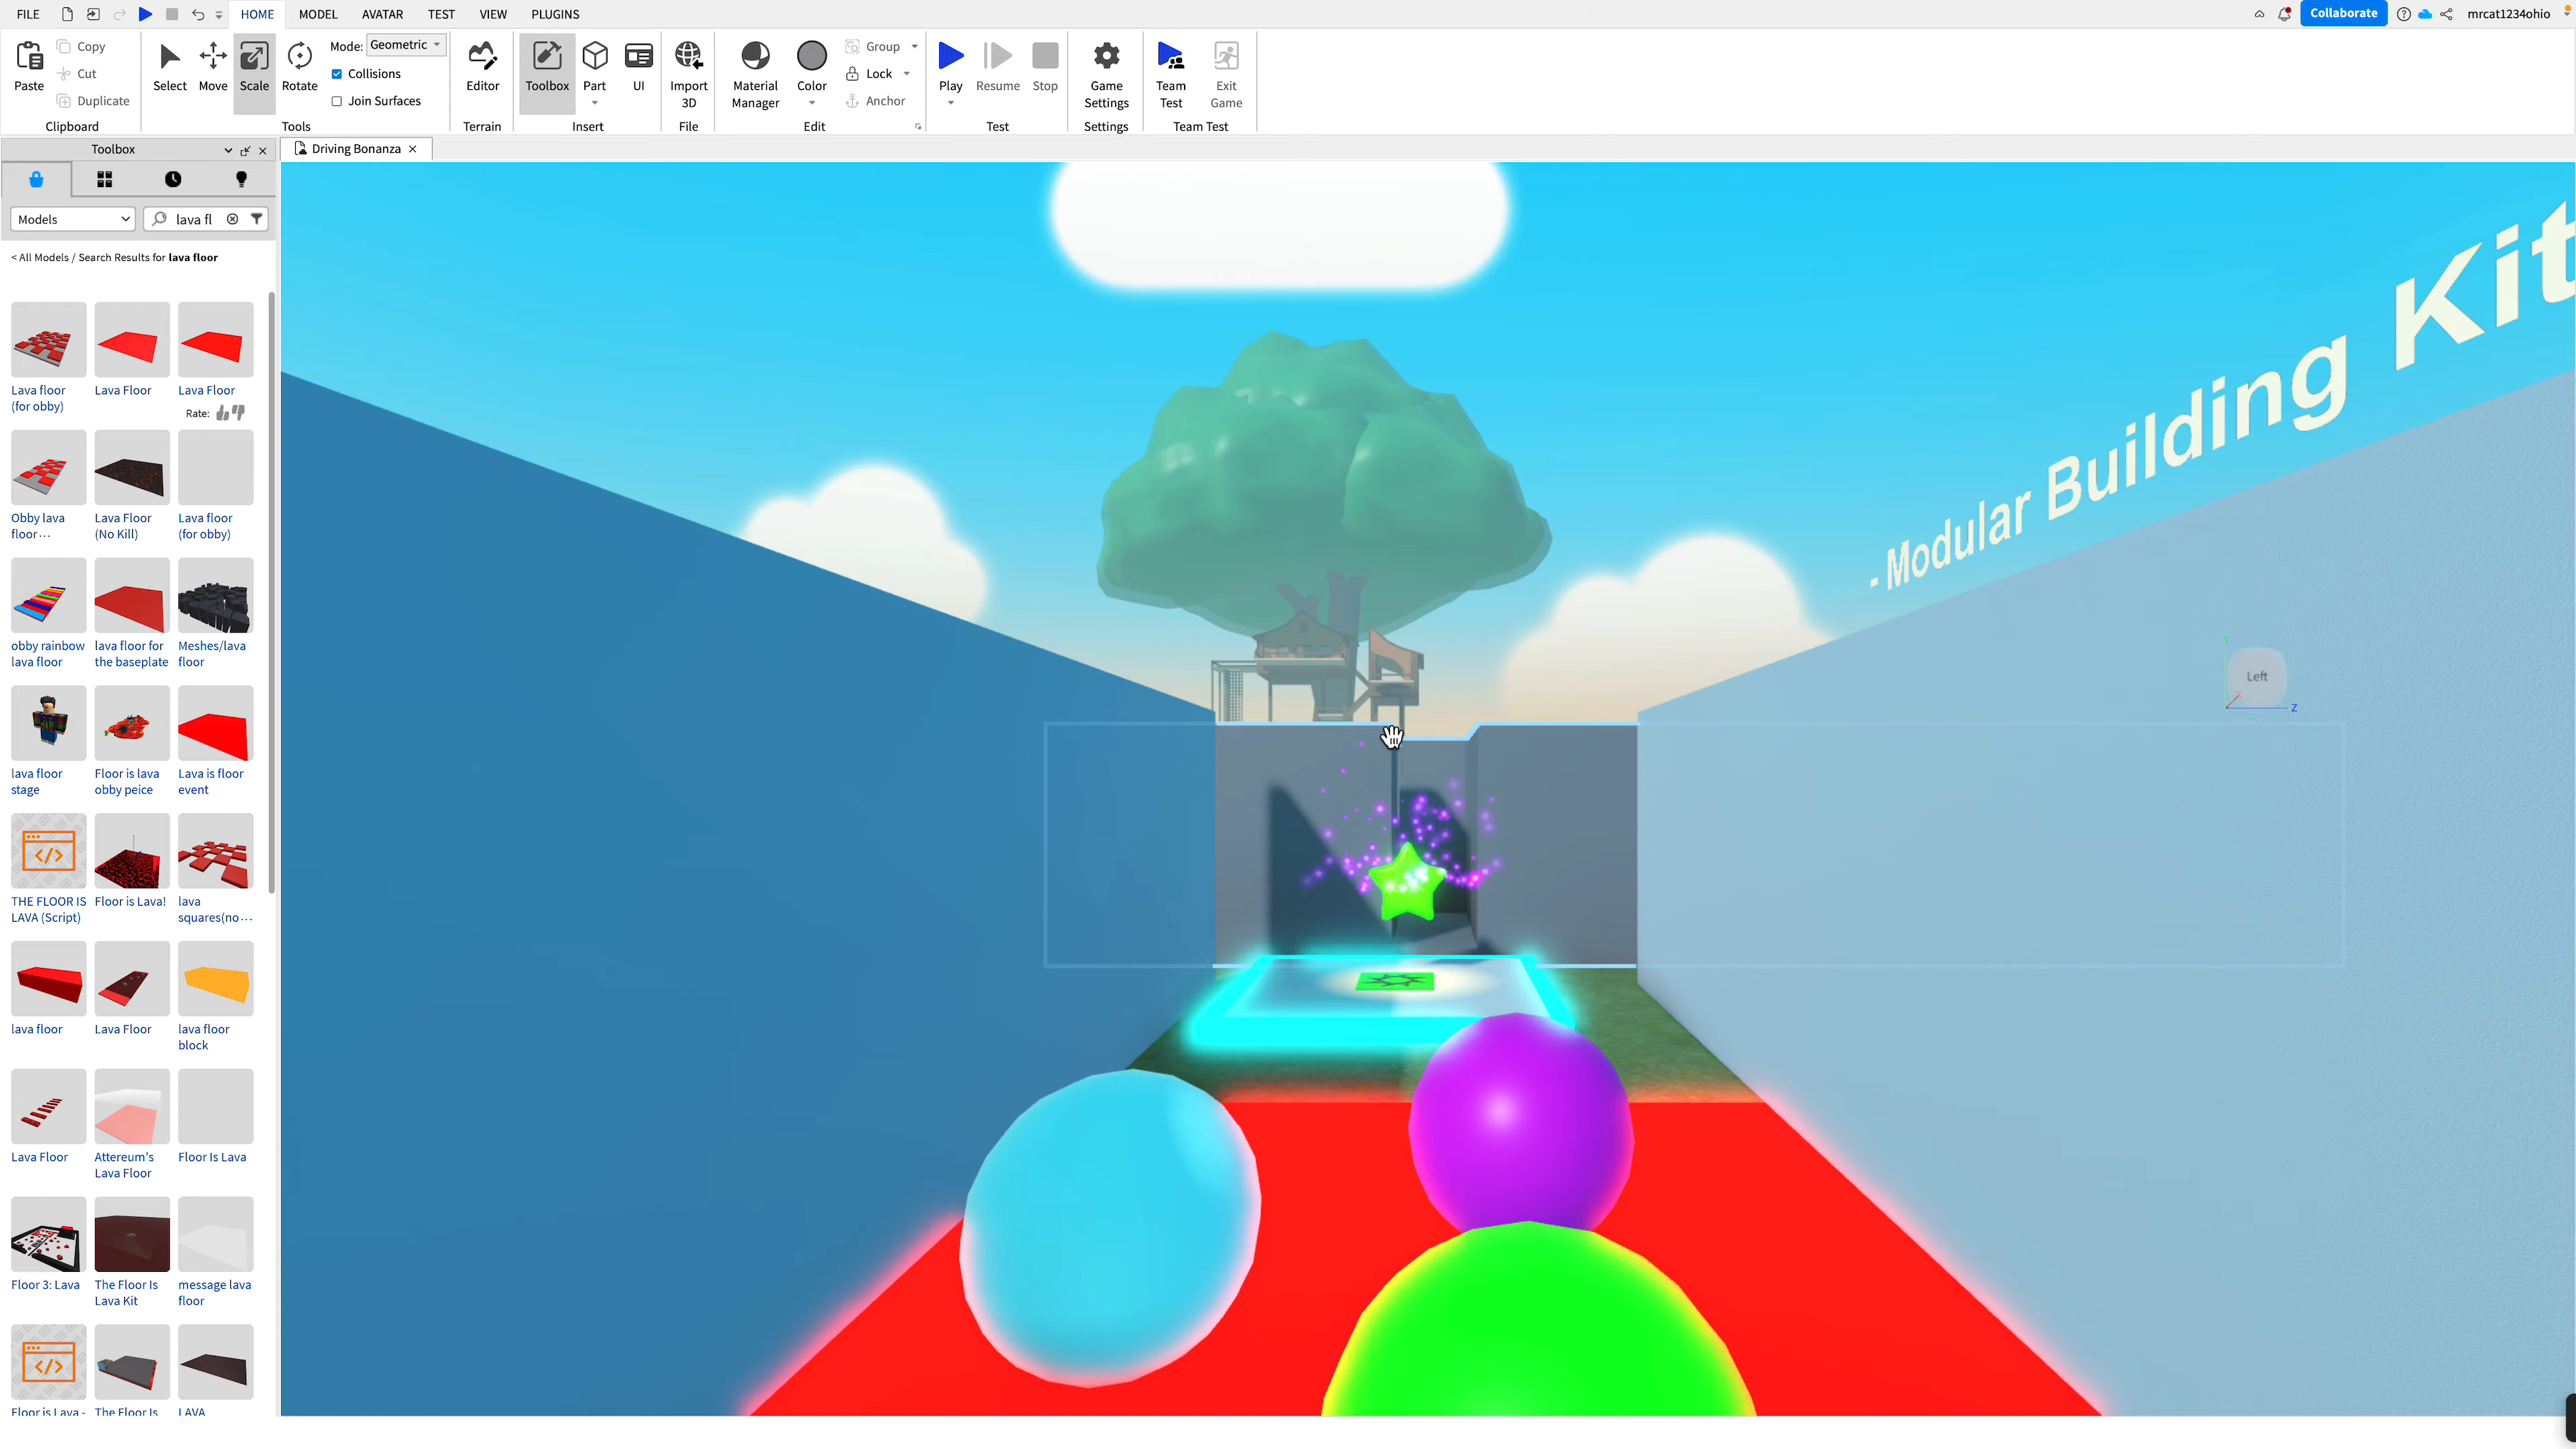 FILE HOME MODEL AVATAR TEST VIEW PLUGINS Collaborate mrcat1234ohio
Paste Copy Cut Duplicate
Clipboard
Select Move Scale Rotate
Mode: Geometric
Collisions
Join Surfaces
Tools
Editor
Terrain
Toolbox Part UI
Insert
Import 3D
File
Material Manager Color
Group
Lock
Anchor
Edit
Play Resume Stop
Test
Game Settings
Settings
Team Test Exit Game
Team Test
Toolbox
Driving Bonanza
Models lava fl
< All Models / Search Results for lava floor
Lava floor (for obby)
Lava Floor
Lava Floor
Rate:
Obby lava floor...
Lava Floor (No Kill)
Lava floor (for obby)
obby rainbow lava floor
lava floor for the baseplate
Meshes/lava floor
lava floor stage
Floor is lava obby peice
Lava is floor event
THE FLOOR IS LAVA (Script)
Floor is Lava!
lava squares(no...
lava floor
Lava Floor
lava floor block
Lava Floor
Attereum's Lava Floor
Floor Is Lava
Floor 3: Lava
The Floor Is Lava Kit
message lava floor
Floor is Lava -
The Floor Is
LAVA
- Modular Building Kit
Left
Y
X
Z